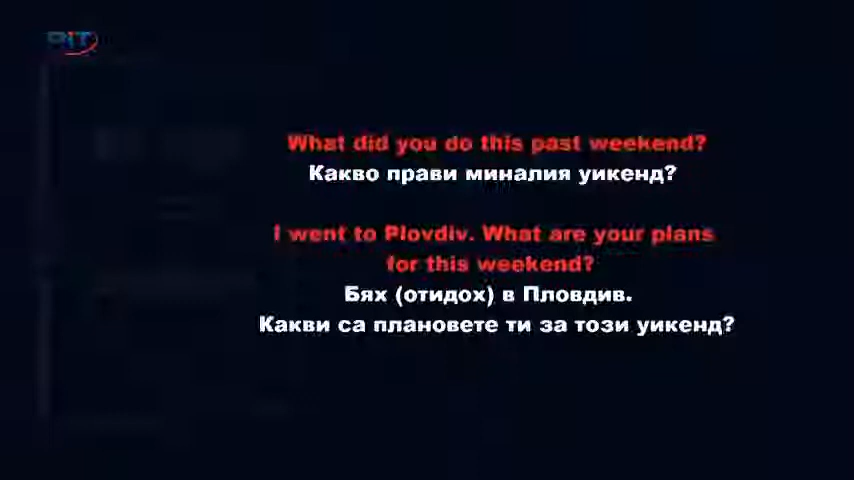 BiT
What did you do this past weekend?
Какво прави миналия уикенд?
I went to Plovdiv. What are your plans
for this weekend?
Бях (отидох) в Пловдив.
Какви са плановете ти за този уикенд?